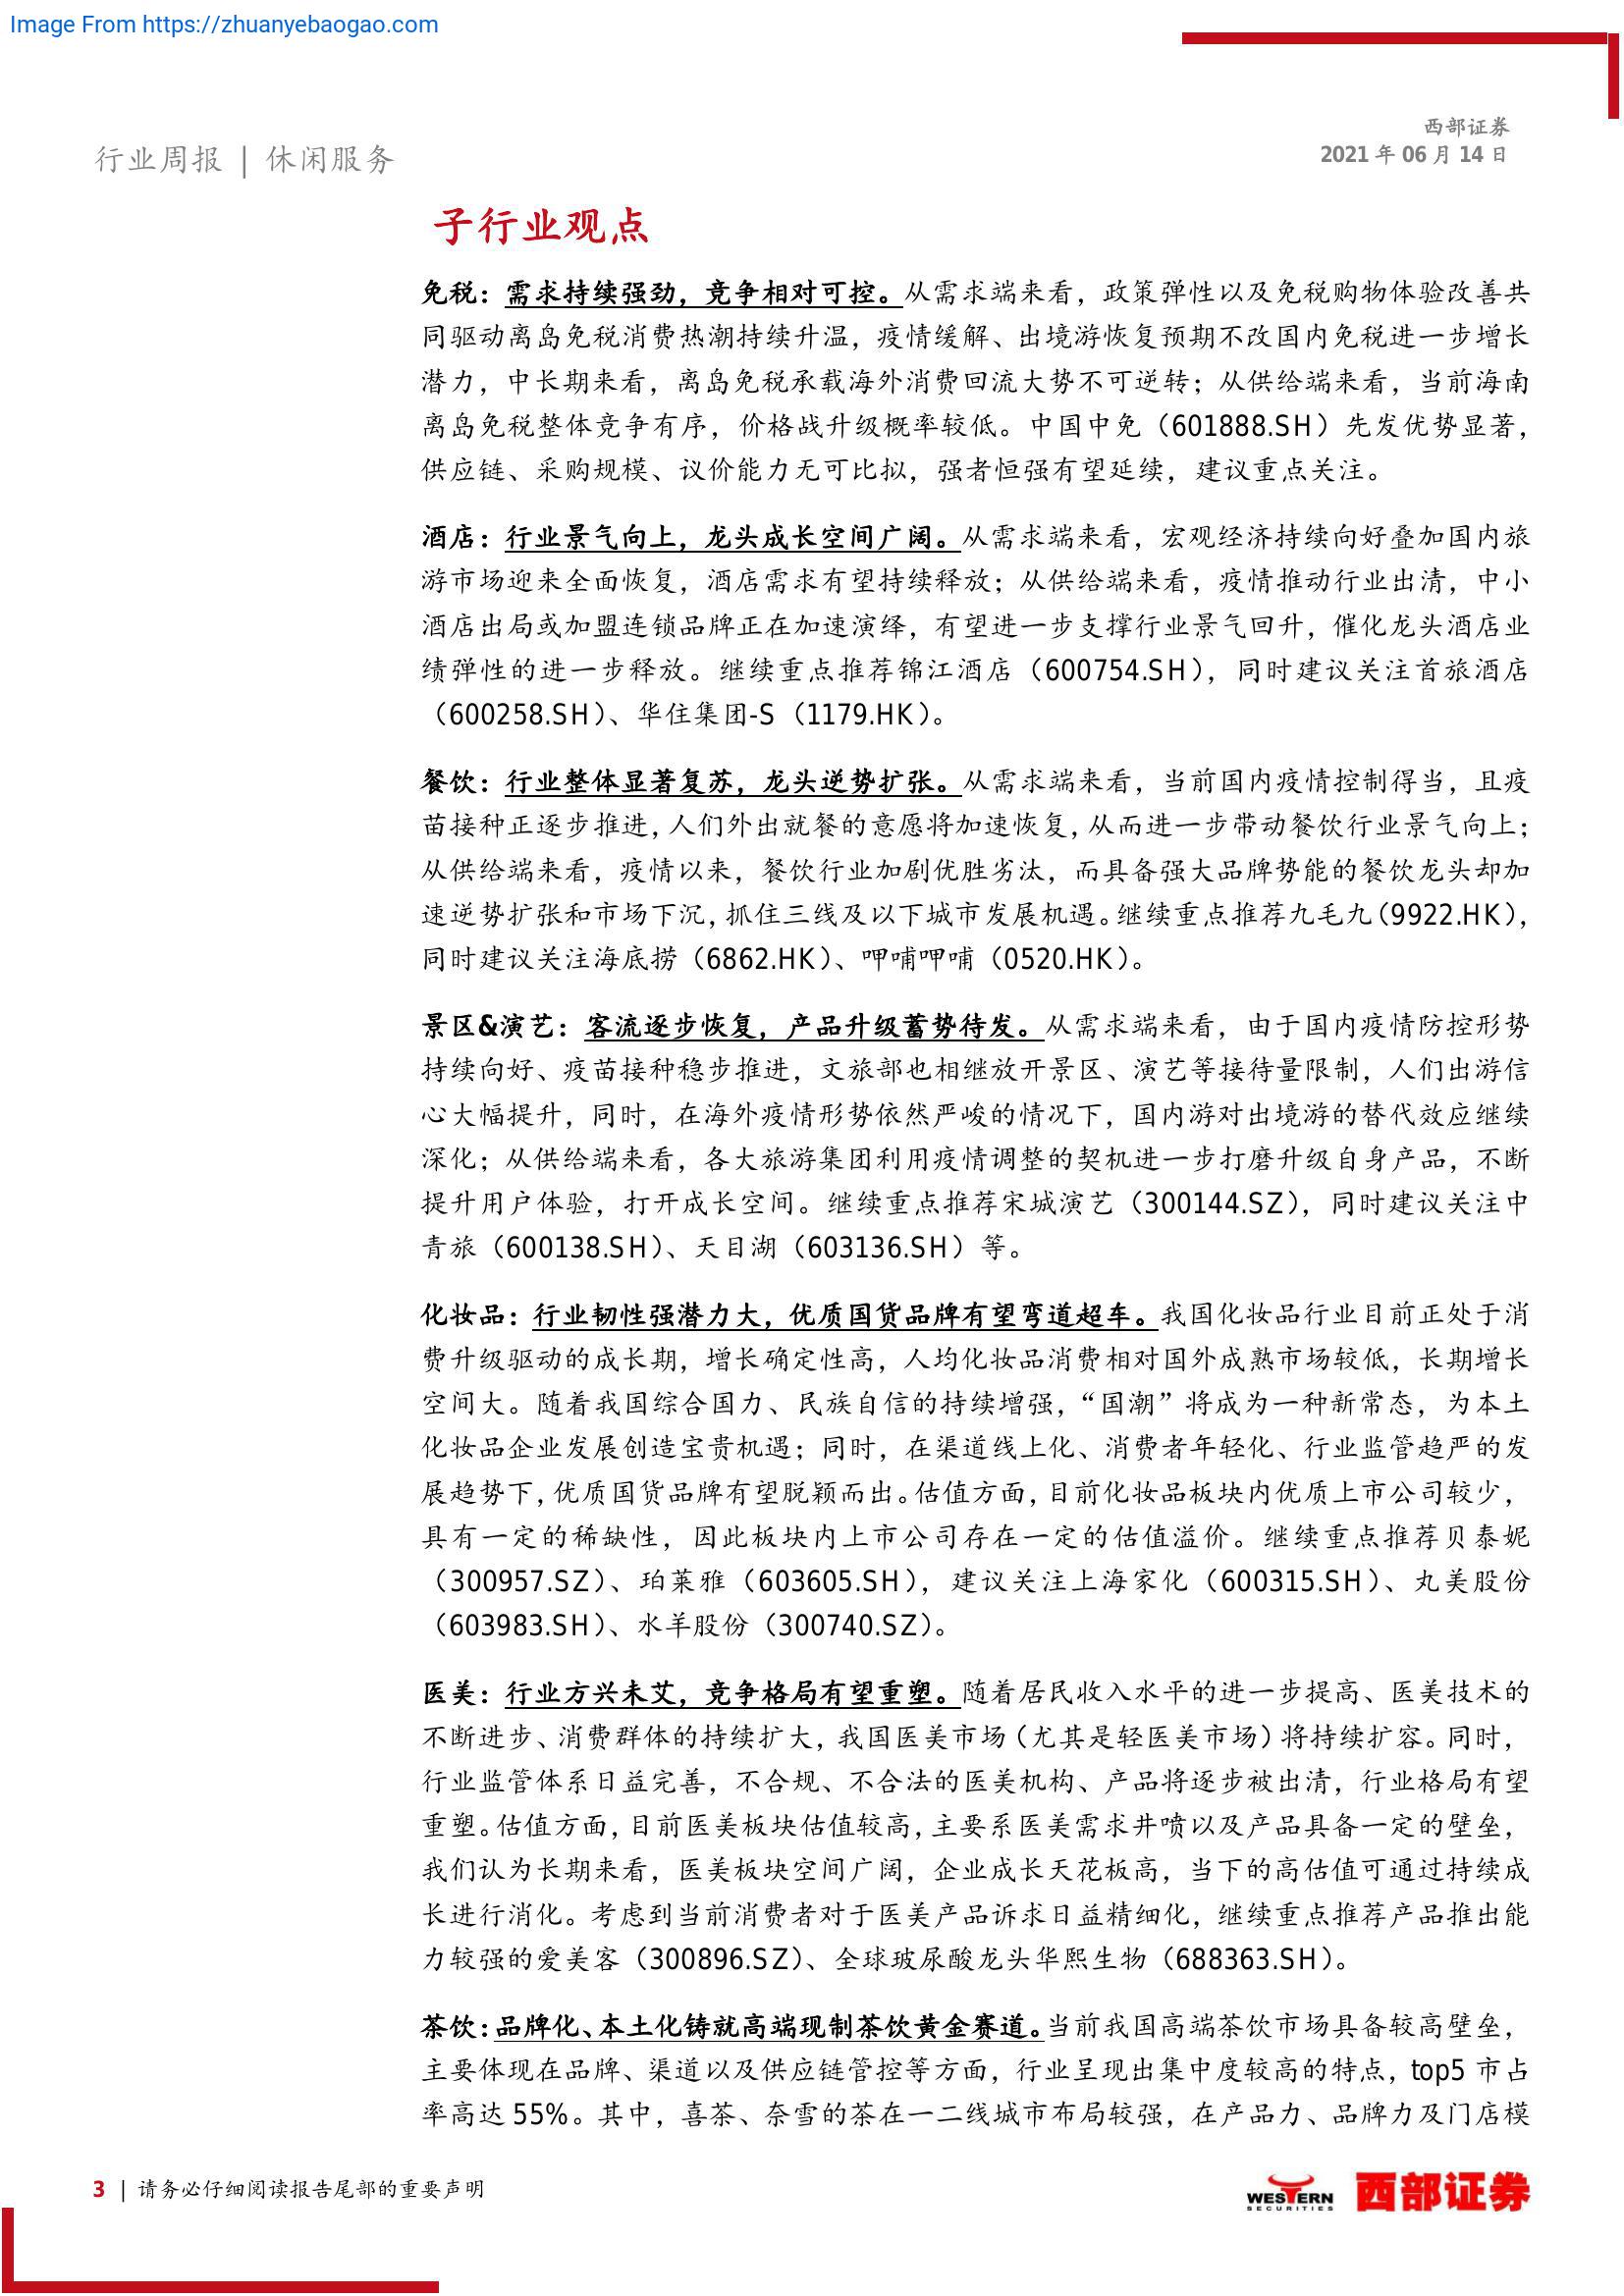 Image From https://zhuanyebaogao.com
西部证券
2021 年 06 月 14 日
行业周报 | 休闲服务
子行业观点
免税：需求持续强劲，竞争相对可控。从需求端来看，政策弹性以及免税购物体验改善共
同驱动离岛免税消费热潮持续升温，疫情缓解、出境游恢复预期不改国内免税进一步增长
潜力，中长期来看，离岛免税承载海外消费回流大势不可逆转；从供给端来看，当前海南
离岛免税整体竞争有序，价格战升级概率较低。中国中免（601888.SH）先发优势显著，
供应链、采购规模、议价能力无可比拟，强者恒强有望延续，建议重点关注。
酒店：行业景气向上，龙头成长空间广阔。从需求端来看，宏观经济持续向好叠加国内旅
游市场迎来全面恢复，酒店需求有望持续释放；从供给端来看，疫情推动行业出清，中小
酒店出局或加盟连锁品牌正在加速演绎，有望进一步支撑行业景气回升，催化龙头酒店业
绩弹性的进一步释放。继续重点推荐锦江酒店（600754.SH），同时建议关注首旅酒店
（600258.SH）、华住集团-S（1179.HK）。
餐饮：行业整体显著复苏，龙头逆势扩张。从需求端来看，当前国内疫情控制得当，且疫
苗接种正逐步推进，人们外出就餐的意愿将加速恢复，从而进一步带动餐饮行业景气向上；
从供给端来看，疫情以来，餐饮行业加剧优胜劣汰，而具备强大品牌势能的餐饮龙头却加
速逆势扩张和市场下沉，抓住三线及以下城市发展机遇。继续重点推荐九毛九（9922.HK），
同时建议关注海底捞（6862.HK）、呷哺呷哺（0520.HK）。
景区&演艺：客流逐步恢复，产品升级蓄势待发。从需求端来看，由于国内疫情防控形势
持续向好、疫苗接种稳步推进，文旅部也相继放开景区、演艺等接待量限制，人们出游信
心大幅提升，同时，在海外疫情形势依然严峻的情况下，国内游对出境游的替代效应继续
深化；从供给端来看，各大旅游集团利用疫情调整的契机进一步打磨升级自身产品，不断
提升用户体验，打开成长空间。继续重点推荐宋城演艺（300144.SZ），同时建议关注中
青旅（600138.SH）、天目湖（603136.SH）等。
化妆品：行业韧性强潜力大，优质国货品牌有望弯道超车。我国化妆品行业目前正处于消
费升级驱动的成长期，增长确定性高，人均化妆品消费相对国外成熟市场较低，长期增长
空间大。随着我国综合国力、民族自信的持续增强，“国潮”将成为一种新常态，为本土
化妆品企业发展创造宝贵机遇；同时，在渠道线上化、消费者年轻化、行业监管趋严的发
展趋势下，优质国货品牌有望脱颖而出。估值方面，目前化妆品板块内优质上市公司较少，
具有一定的稀缺性，因此板块内上市公司存在一定的估值溢价。继续重点推荐贝泰妮
（300957.SZ）、珀莱雅（603605.SH），建议关注上海家化（600315.SH）、丸美股份
（603983.SH）、水羊股份（300740.SZ）。
医美：行业方兴未艾，竞争格局有望重塑。随着居民收入水平的进一步提高、医美技术的
不断进步、消费群体的持续扩大，我国医美市场（尤其是轻医美市场）将持续扩容。同时，
行业监管体系日益完善，不合规、不合法的医美机构、产品将逐步被出清，行业格局有望
重塑。估值方面，目前医美板块估值较高，主要系医美需求井喷以及产品具备一定的壁垒，
我们认为长期来看，医美板块空间广阔，企业成长天花板高，当下的高估值可通过持续成
长进行消化。考虑到当前消费者对于医美产品诉求日益精细化，继续重点推荐产品推出能
力较强的爱美客（300896.SZ）、全球玻尿酸龙头华熙生物（688363.SH）。
茶饮：品牌化、本土化铸就高端现制茶饮黄金赛道。当前我国高端茶饮市场具备较高壁垒，
主要体现在品牌、渠道以及供应链管控等方面，行业呈现出集中度较高的特点，top5 市占
率高达 55%。其中，喜茶、奈雪的茶在一二线城市布局较强，在产品力、品牌力及门店模
3 | 请务必仔细阅读报告尾部的重要声明
WESTERN
SECURITIES
西部证券